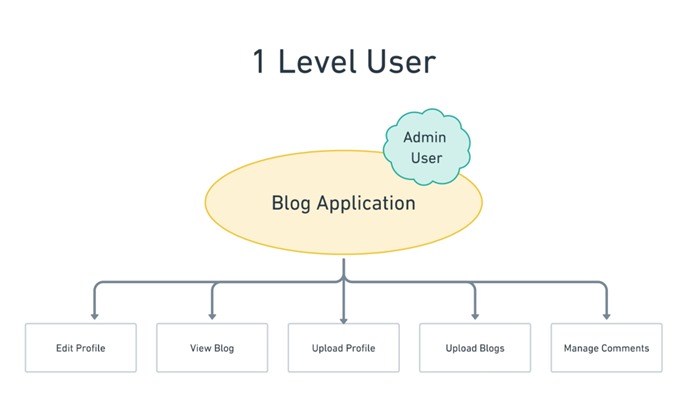 1 Level User
Admin
User
Blog Application
Edit Profile
View Blog
Upload Profile
Upload Blogs
Manage Comments